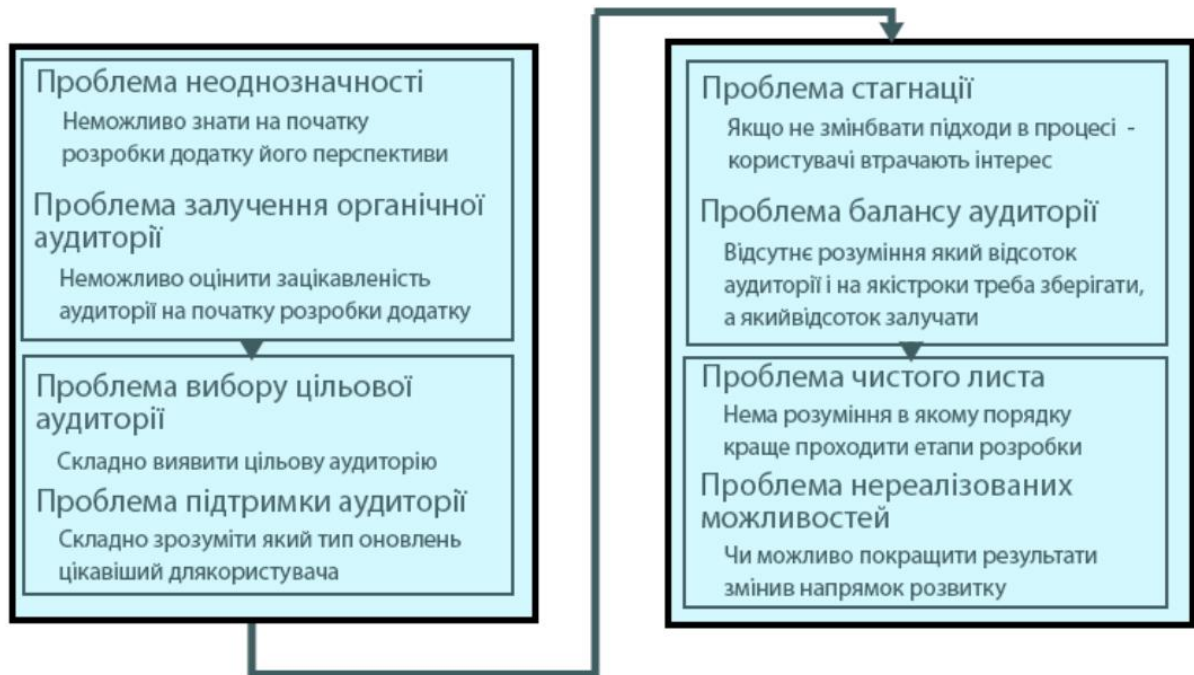 Проблема неоднозначності
Неможливо знати на початку
розробки додатку його перспективи
Проблема залучення органічної
аудиторії
Неможливо оцінити зацікавленість
аудиторії на початку розробки додатку
Проблема вибору цільової
аудиторії
Складно виявити цільову аудиторію
Проблема підтримки аудиторії
Складно зрозуміти який тип оновлень
цікавіший длякористувача
Проблема стагнації
Якщо не змінбвати підходи в процесі -
користувачі втрачають інтерес
Проблема балансу аудиторії
Відсутнє розуміння який відсоток
аудиторії і на якістроки треба зберігати,
а якийвідсоток залучати
Проблема чистого листа
Нема розуміння в якому порядку
краще проходити етапи розробки
Проблема нереалізованих
можливостей
Чи можливо покращити результати
змінив напрямок розвитку